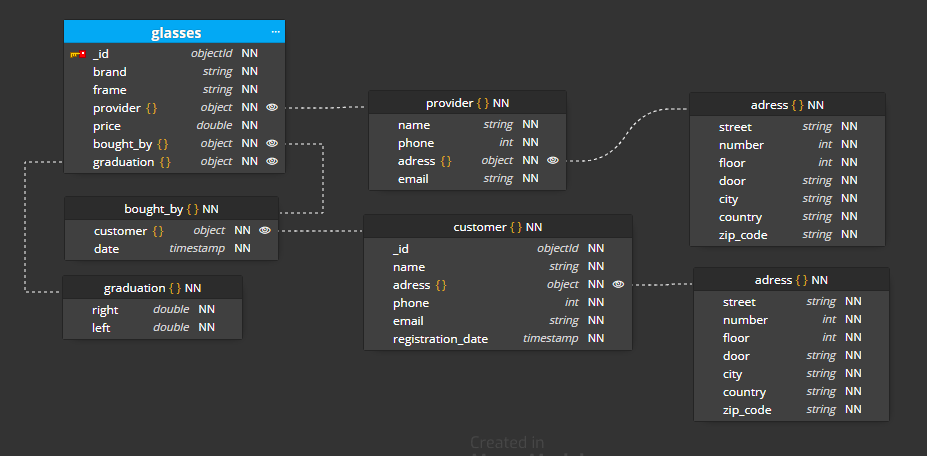 glasses ...
_id objectId NN
brand string NN
frame string NN
provider {} object NN
price double NN
bought_by {} object NN
graduation {} object NN
provider {} NN
name string NN
phone int NN
adress {} object NN
email string NN
adress {} NN
street string NN
number int NN
floor int NN
door string NN
city string NN
country string NN
zip_code string NN
bought_by {} NN
customer {} object NN
date timestamp NN
customer {} NN
_id objectId NN
name string NN
adress {} object NN
phone int NN
email string NN
registration_date timestamp NN
graduation {} NN
right double NN
left double NN
adress {} NN
street string NN
number int NN
floor int NN
door string NN
city string NN
country string NN
zip_code string NN
Created in